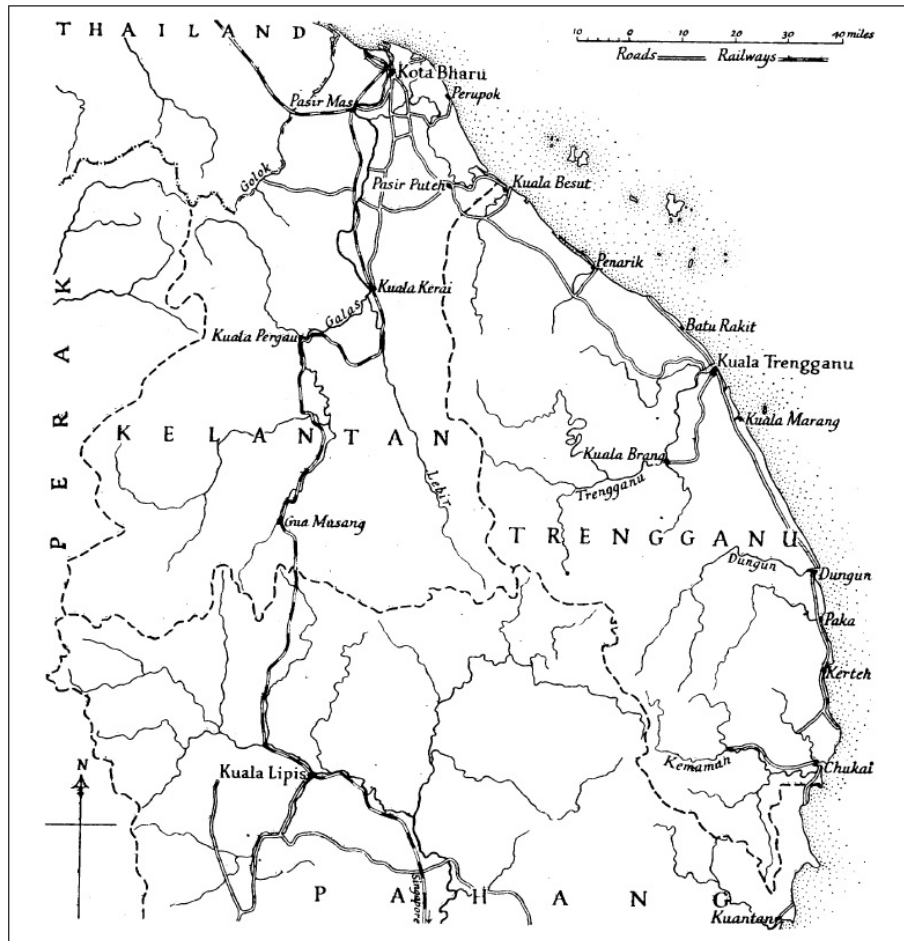 THAILAND
10 0 10 20 30 40 miles
Roads Railways
Kota Bharu
Perupok
Pasir Mas
Golok
Pasir Puteh
Kuala Besut
Penarik
Kuala Kerai
Galas
Batu Rakit
Kuala Pergau
Kuala Trengganu
PERAK
Kuala Marang
KELANTAN
Kuala Brang
Lebir
Trengganu
Gua Musang
TRENGGANU
Dungun
Dungun
Paka
Kerteh
Kemaman
Chukai
N
Kuala Lipis
Singapore
PAHANG
Kuantan